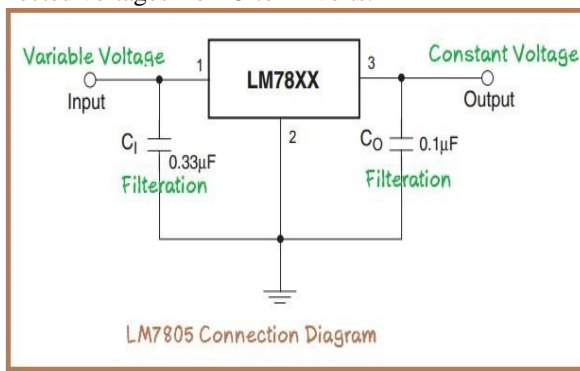 Variable Voltage
Constant Voltage
1
LM78XX
3
Input
Output
2
CI
0.33µF
CO
0.1µF
Filteration
Filteration
LM7805 Connection Diagram